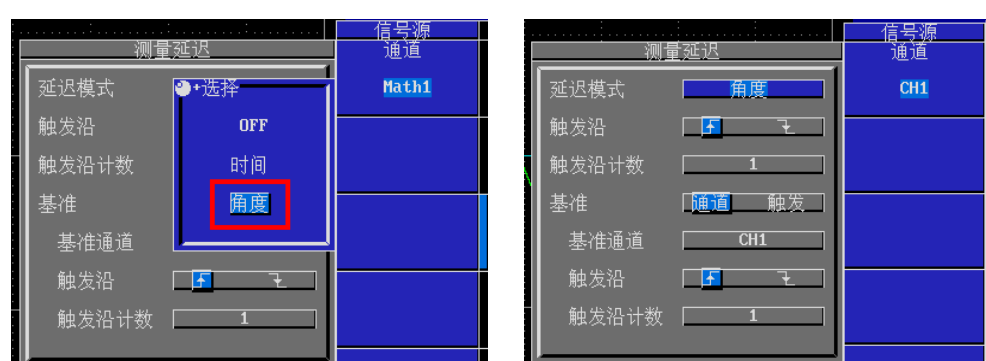 信号源
测量延迟
通道
延迟模式
+选择
Math1
触发沿
OFF
触发沿计数
时间
基准
角度
基准通道
触发沿
触发沿计数
1
信号源
测量延迟
通道
延迟模式
角度
CH1
触发沿
触发沿计数
1
基准
通道
触发
基准通道
CH1
触发沿
触发沿计数
1